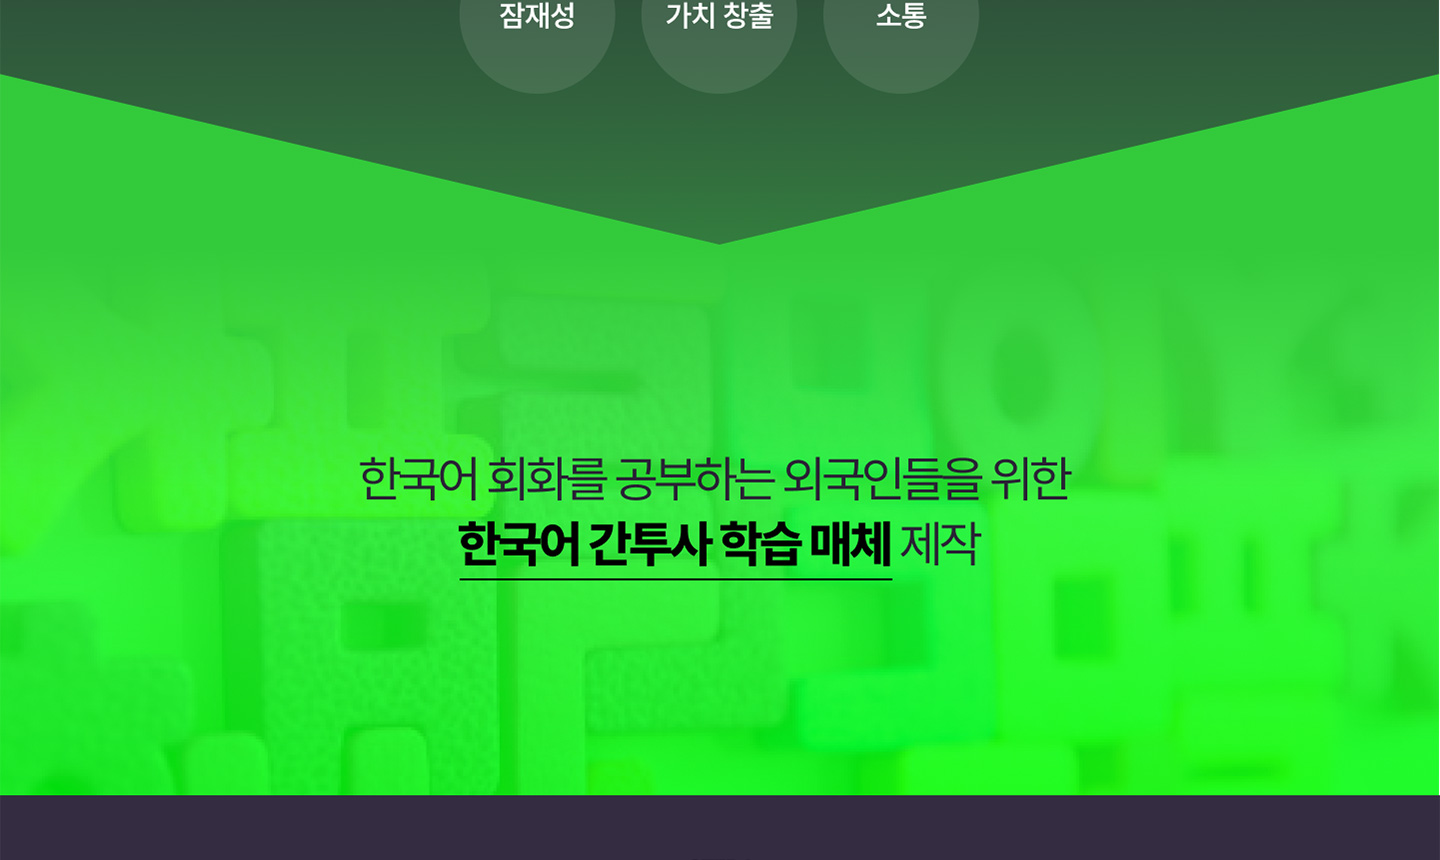 잠재성
가치 창출
소통
한국어 회화를 공부하는 외국인들을 위한
한국어 간투사 학습 매체 제작